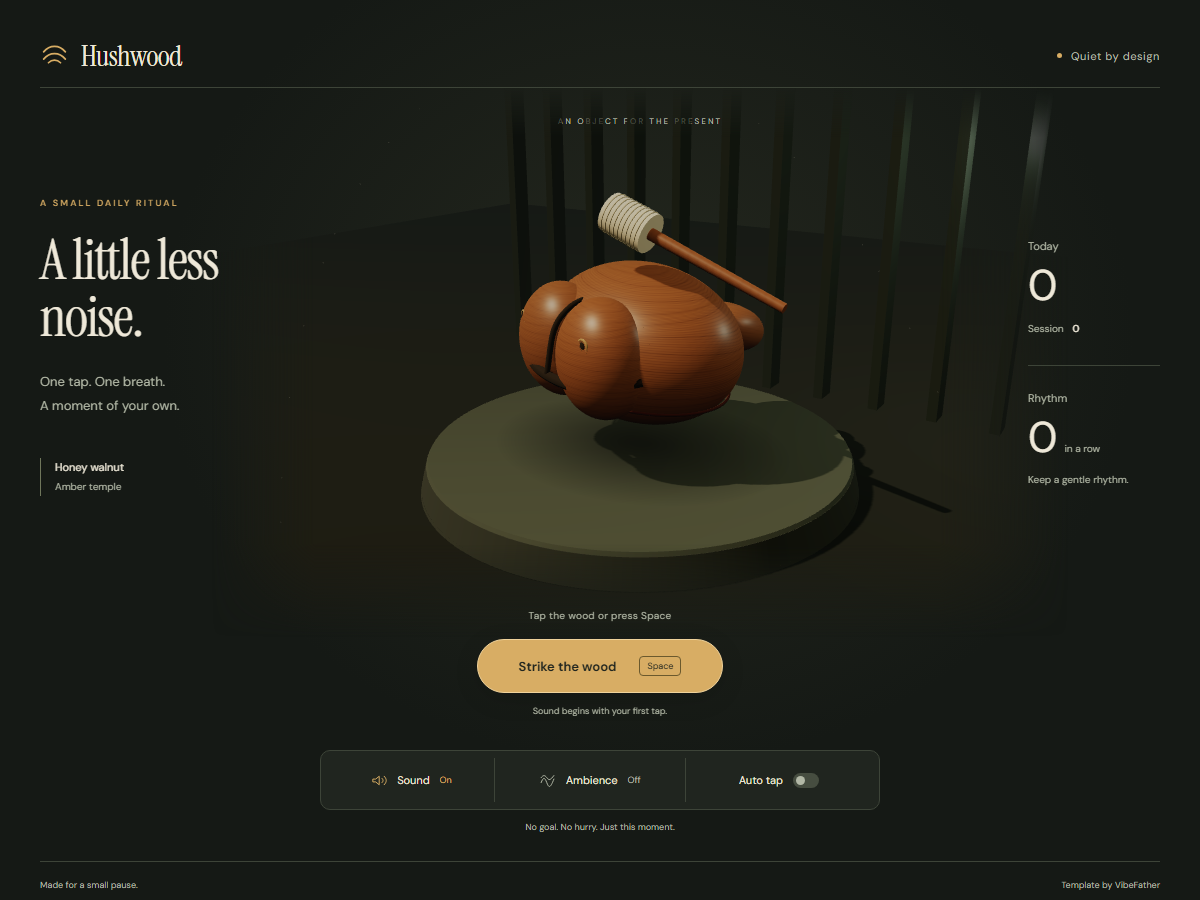 Hushwood
Quiet by design
AN OBJECT FOR THE PRESENT
A SMALL DAILY RITUAL
A little less
noise.
One tap. One breath.
A moment of your own.
Honey walnut
Amber temple
Today
0
Session 0
Rhythm
0 in a row
Keep a gentle rhythm.
Tap the wood or press Space
Strike the wood Space
Sound begins with your first tap.
Sound On Ambience Off Auto tap
No goal. No hurry. Just this moment.
Made for a small pause.
Template by VibeFather